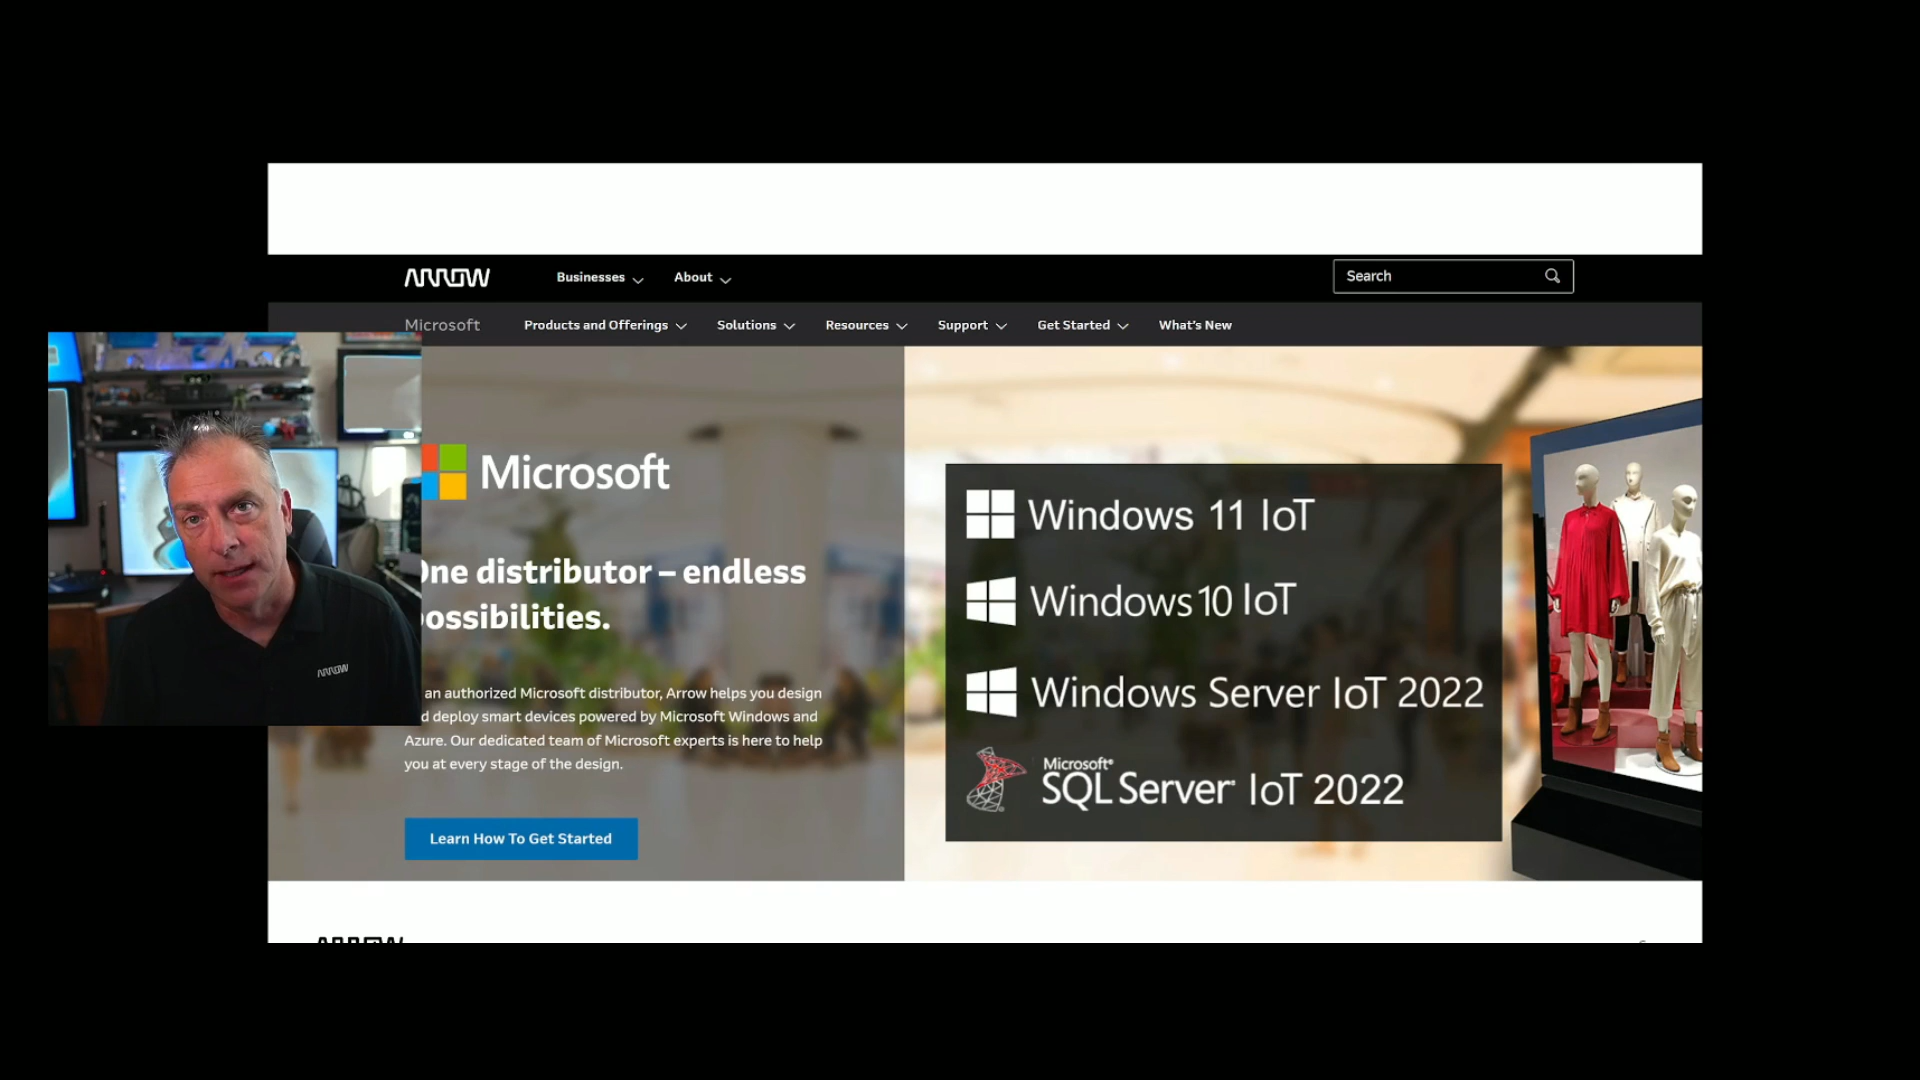 ARROW
Businesses
About
Search
Microsoft
Products and Offerings
Solutions
Resources
Support
Get Started
What's New
Microsoft
distributor – endless
an authorized Microsoft distributor, Arrow helps you design
deploy smart devices powered by Microsoft Windows and
Azure. Our dedicated team of Microsoft experts is here to help
you at every stage of the design.
Learn How To Get Started
Windows 11 IoT
Windows 10 IoT
Windows Server IoT 2022
Microsoft®
SQL Server® IoT 2022
ARROW
ARROW